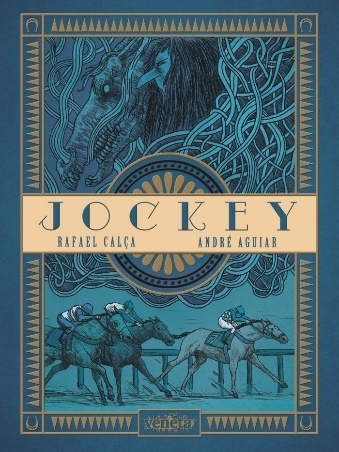 JOCKEY
RAFAEL CALÇA ANDRÉ AGUIAR
veneta